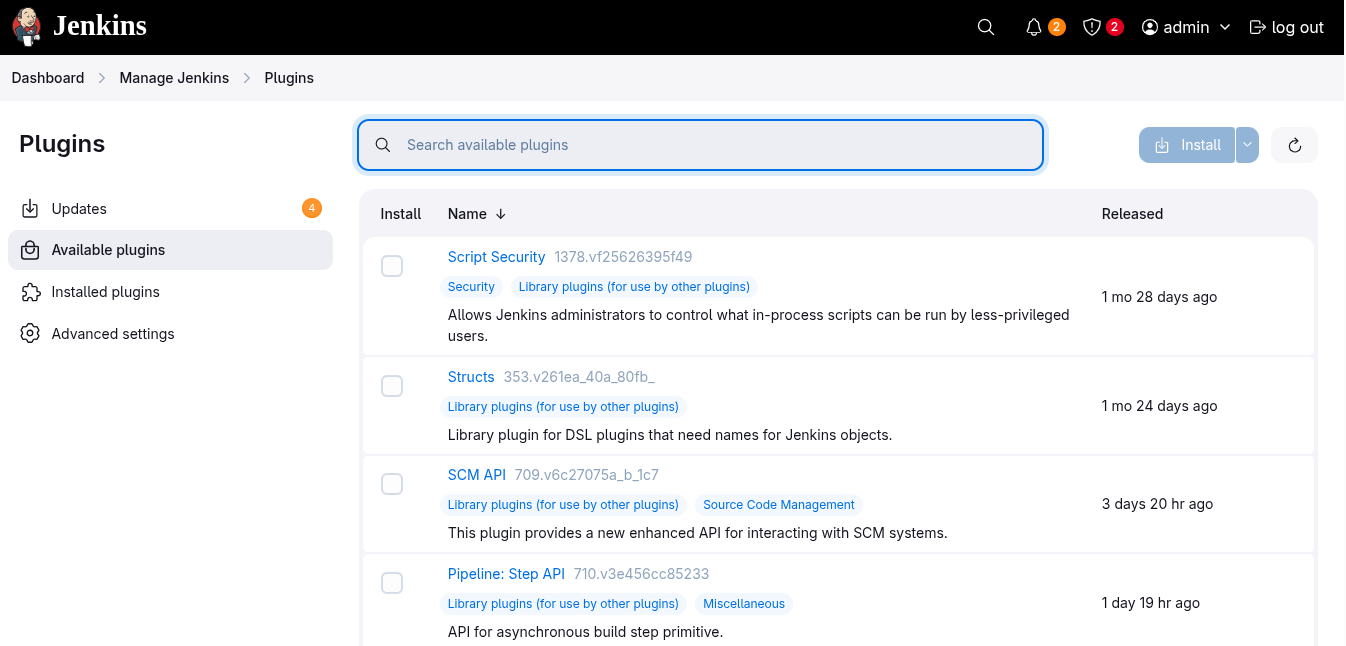 Jenkins
2
2
admin
log out
Dashboard
Manage Jenkins
Plugins
Plugins
Updates
4
Available plugins
Installed plugins
Advanced settings
Search available plugins
Install
Install
Name
Released
Script Security 1378.vf25626395f49
Security
Library plugins (for use by other plugins)
Allows Jenkins administrators to control what in-process scripts can be run by less-privileged
users.
1 mo 28 days ago
Structs 353.v261ea_40a_80fb_
Library plugins (for use by other plugins)
Library plugin for DSL plugins that need names for Jenkins objects.
1 mo 24 days ago
SCM API 709.v6c27075a_b_1c7
Library plugins (for use by other plugins)
Source Code Management
This plugin provides a new enhanced API for interacting with SCM systems.
3 days 20 hr ago
Pipeline: Step API 710.v3e456cc85233
Library plugins (for use by other plugins)
Miscellaneous
API for asynchronous build step primitive.
1 day 19 hr ago